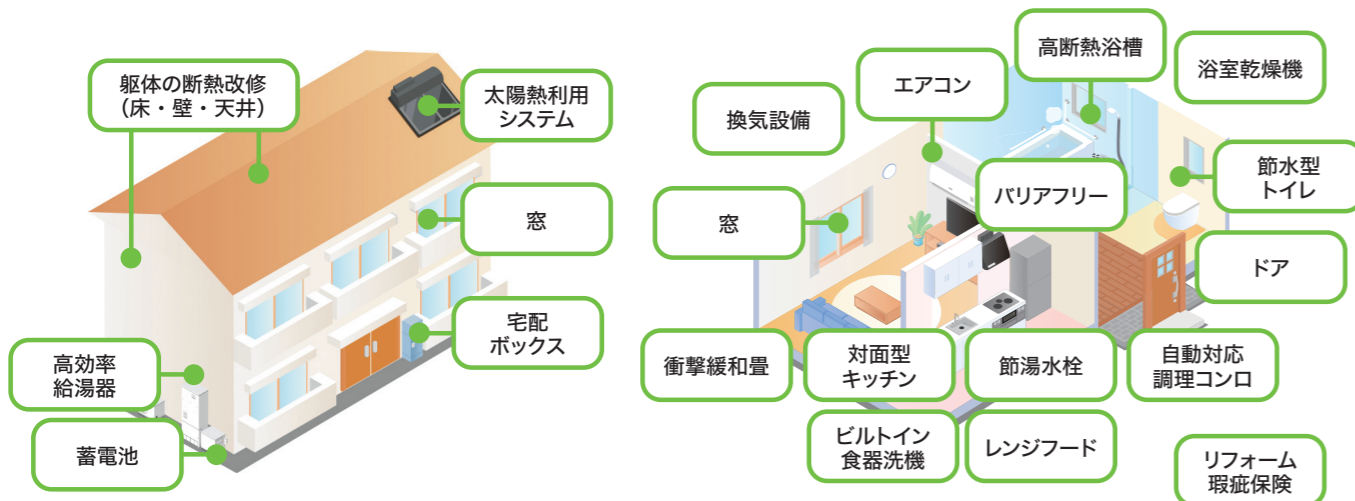 躯体の断熱改修
（床・壁・天井）
太陽熱利用
システム
窓
宅配
ボックス
高効率
給湯器
蓄電池
高断熱浴槽
浴室乾燥機
エアコン
換気設備
バリアフリー
節水型
トイレ
窓
ドア
衝撃緩和畳
対面型
キッチン
節湯水栓
自動対応
調理コンロ
ビルトイン
食器洗機
レンジフード
リフォーム
瑕疵保険